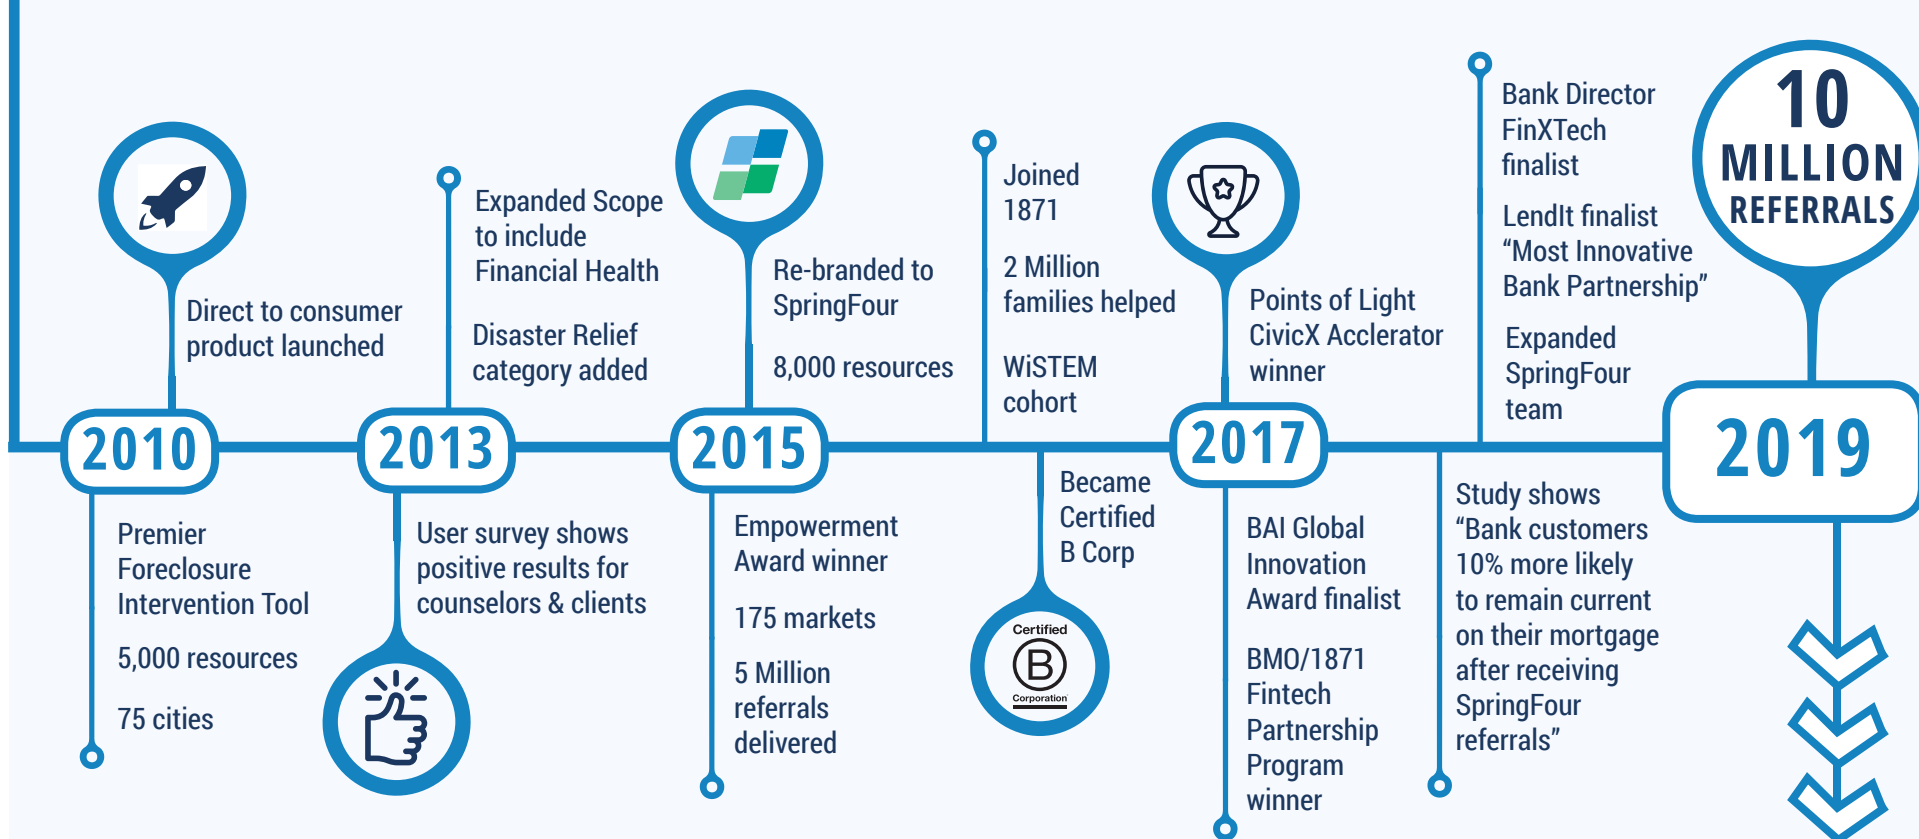 Direct to consumer
product launched
2010
Premier
Foreclosure
Intervention Tool
5,000 resources
75 cities
Expanded Scope
to include
Financial Health
Disaster Relief
category added
2013
User survey shows
positive results for
counselors & clients
Re-branded to
SpringFour
8,000 resources
2015
Empowerment
Award winner
175 markets
5 Million
referrals
delivered
Joined
1871
2 Million
families helped
WiSTEM
cohort
Became
Certified
B Corp
Certified
B
Corporation
Points of Light
CivicX Acclerator
winner
2017
BAI Global
Innovation
Award finalist
BMO/1871
Fintech
Partnership
Program
winner
Bank Director
FinXTech
finalist
LendIt finalist
“Most Innovative
Bank Partnership”
Expanded
SpringFour
team
Study shows
“Bank customers
10% more likely
to remain current
on their mortgage
after receiving
SpringFour
referrals”
10
MILLION
REFERRALS
2019